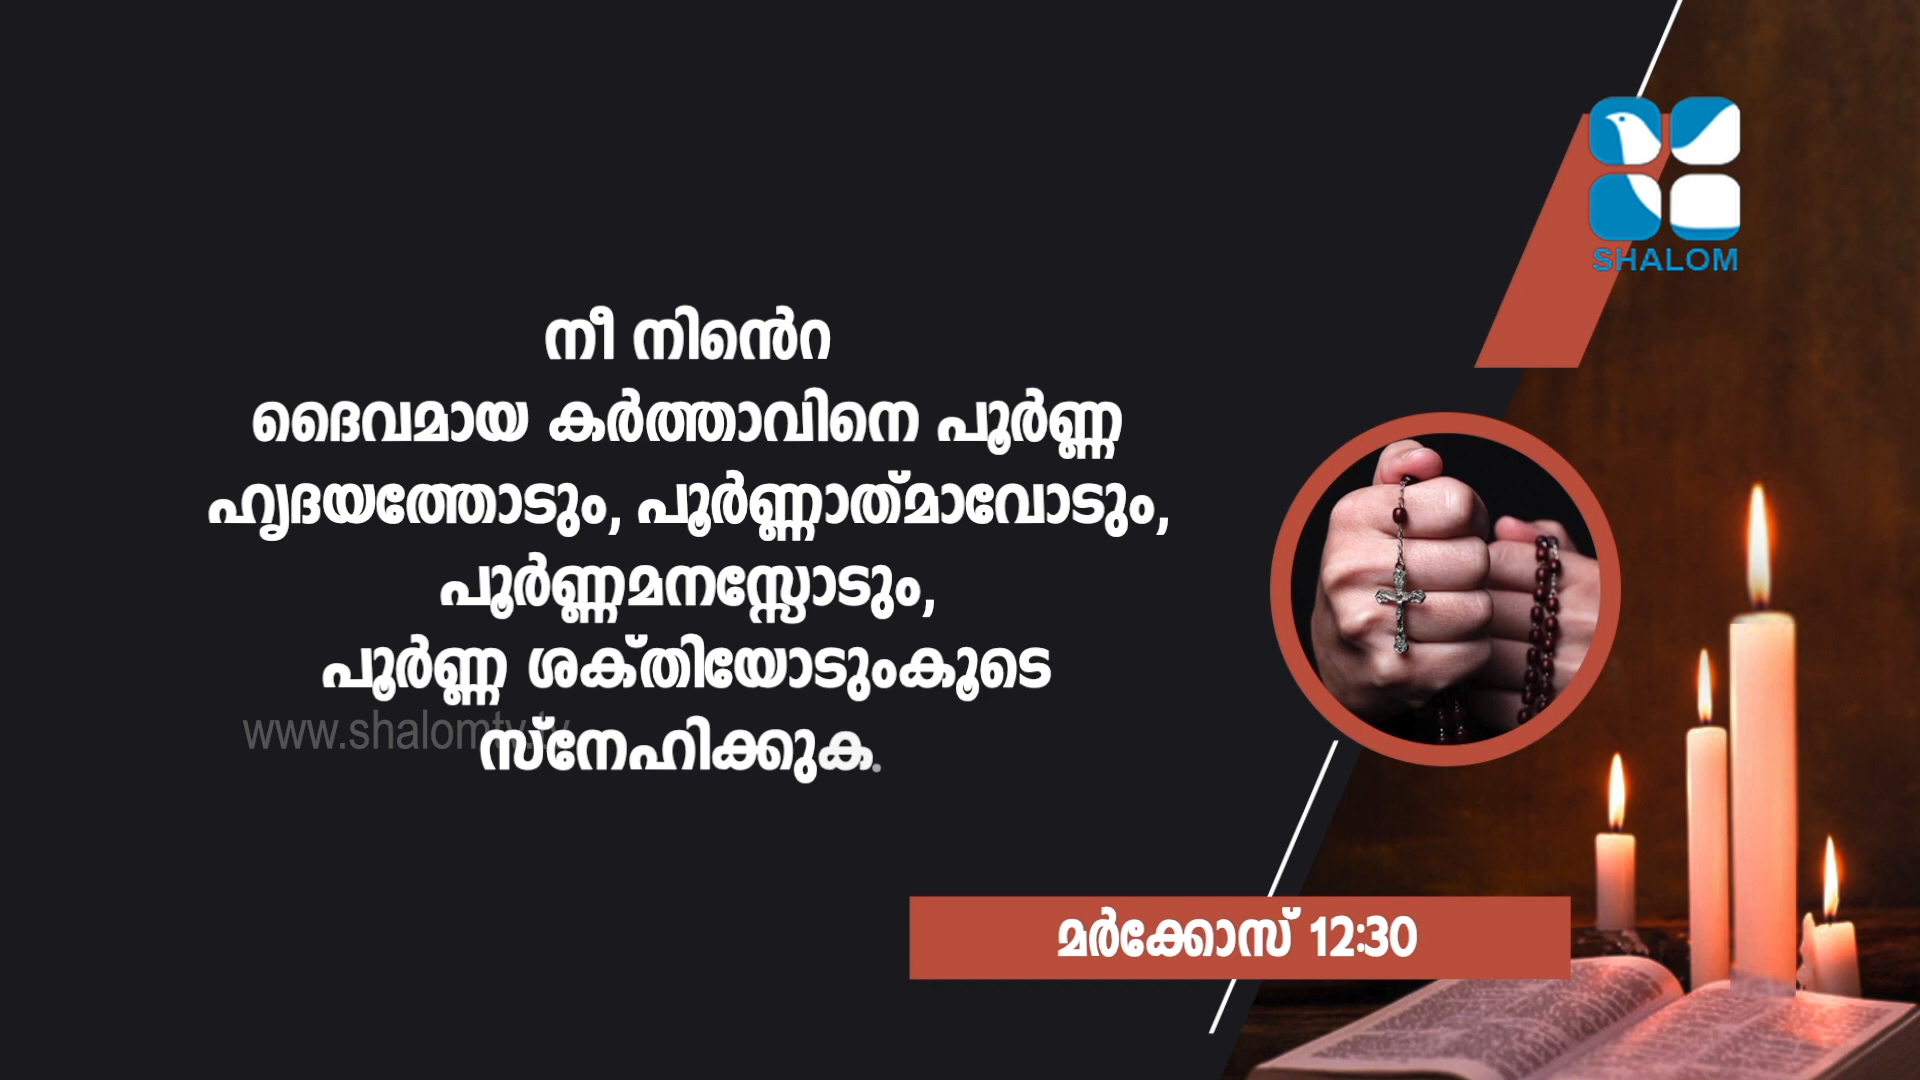 SHALOM
നീ നിൻെറ
ദൈവമായ കർത്താവിനെ പൂർണ്ണ
ഹൃദയത്തോടും, പൂർണ്ണാത്‌മാവോടും,
പൂർണ്ണമനസ്സോടും,
പൂർണ്ണ ശക്‌തിയോടുംകൂടെ
www.shalomtv.tv
സ്‌നേഹിക്കുക.
മർക്കോസ് 12:30